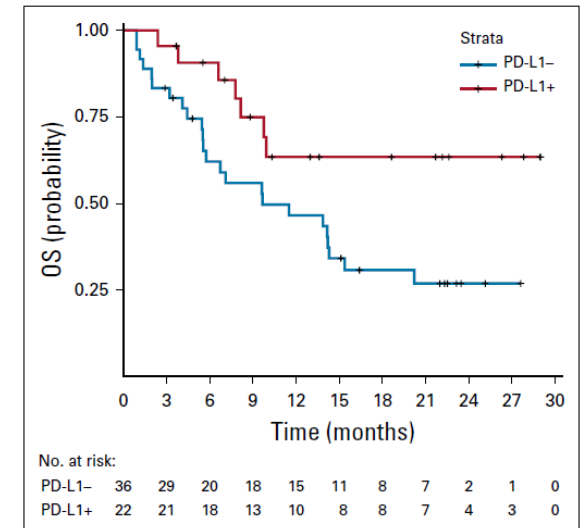 1.00
0.75
0.50
0.25
OS (probability)
Strata
PD-L1–
PD-L1+
0 3 6 9 12 15 18 21 24 27 30
Time (months)
No. at risk:
PD-L1– 36 29 20 18 15 11 8 7 2 1 0
PD-L1+ 22 21 18 13 10 8 8 7 4 3 0